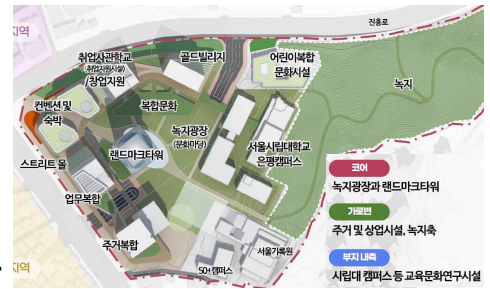 지역
진흥로
취업사관학교
(취업지원시설)
/창업지원
골드빌리지
어린이복합
문화시설
녹지
컨벤션 및
숙박
복합문화
녹지광장
(문화마당)
서울시립대학교
은평캠퍼스
스트리트 몰
랜드마크타워
업무복합
주거복합
50+캠퍼스
서울기록원
지역
코어
녹지광장과 랜드마크타워
가로변
주거 및 상업시설, 녹지축
부지 내측
시립대 캠퍼스 등 교육문화연구시설